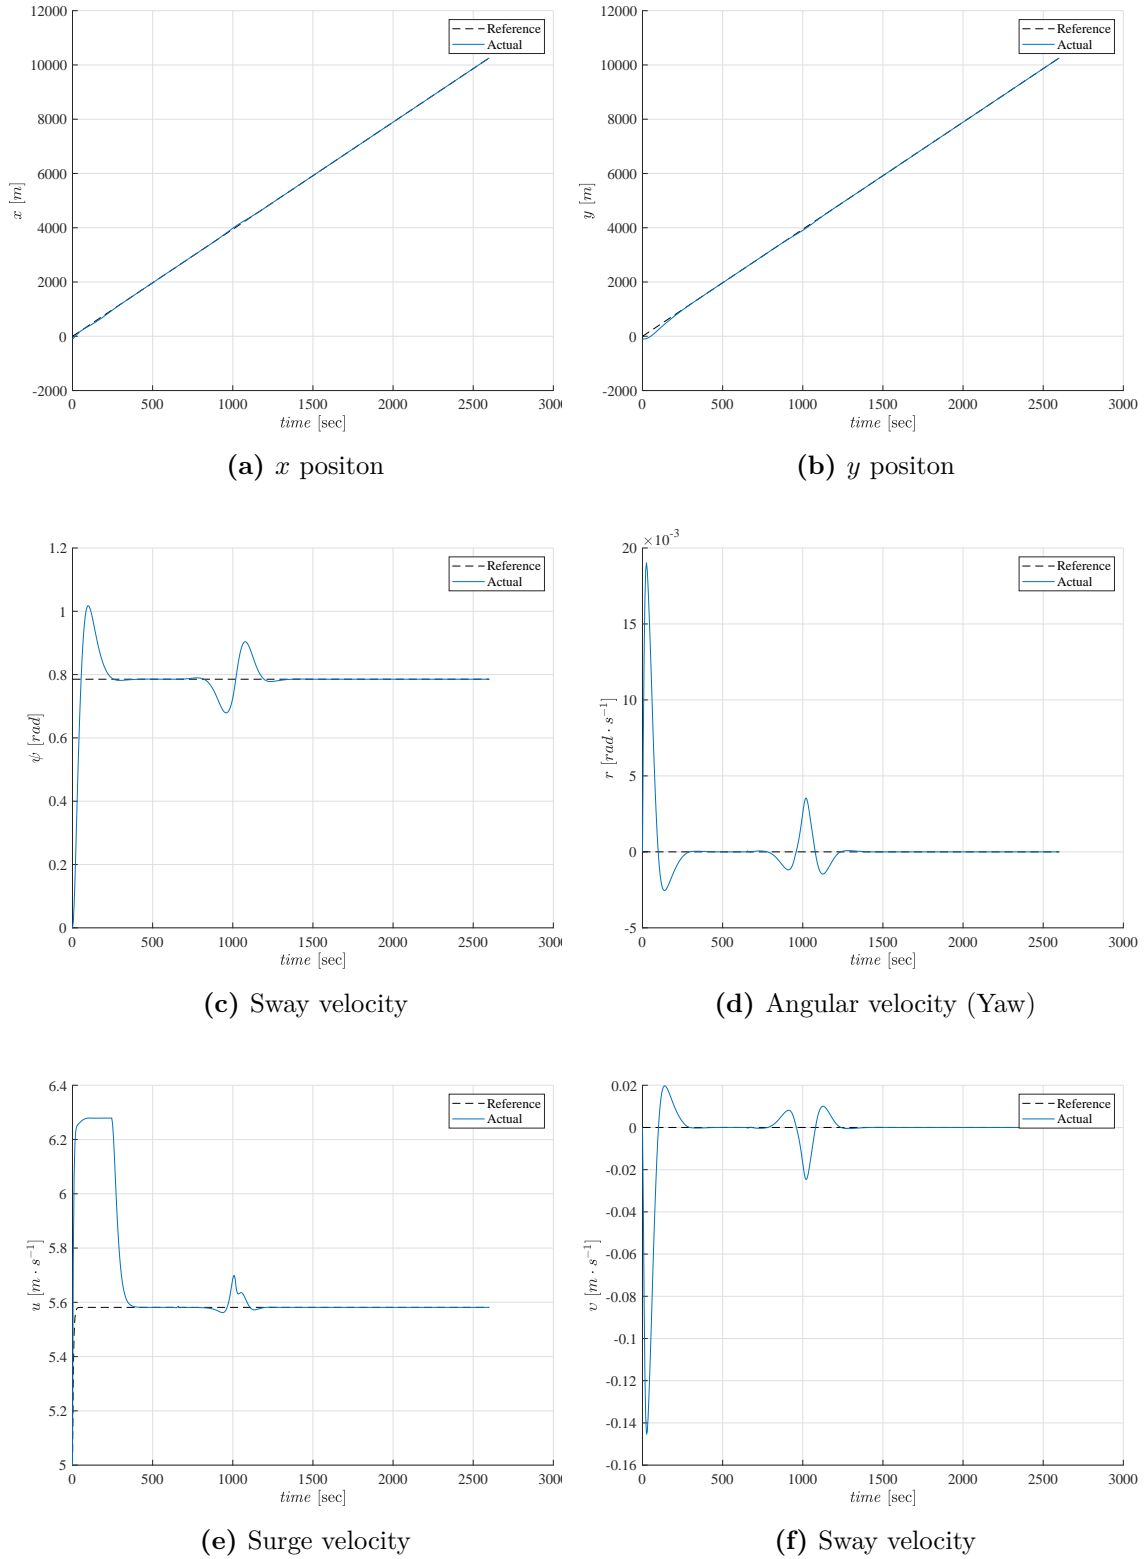 12000
10000
8000
6000
4000
2000
0
-2000
x [m]
0 500 1000 1500 2000 2500 3000
time [sec]
Reference
Actual
(a) x positon
12000
10000
8000
6000
4000
2000
0
-2000
y [m]
0 500 1000 1500 2000 2500 3000
time [sec]
Reference
Actual
(b) y positon
1.2
1
0.8
0.6
0.4
0.2
0
ψ [rad]
0 500 1000 1500 2000 2500 3000
time [sec]
Reference
Actual
(c) Sway velocity
×10⁻³
20
15
10
5
0
-5
r [rad · s⁻¹]
0 500 1000 1500 2000 2500 3000
time [sec]
Reference
Actual
(d) Angular velocity (Yaw)
6.4
6.2
6
5.8
5.6
5.4
5.2
5
u [m · s⁻¹]
0 500 1000 1500 2000 2500 3000
time [sec]
Reference
Actual
(e) Surge velocity
0.02
0
-0.02
-0.04
-0.06
-0.08
-0.1
-0.12
-0.14
-0.16
v [m · s⁻¹]
0 500 1000 1500 2000 2500 3000
time [sec]
Reference
Actual
(f) Sway velocity